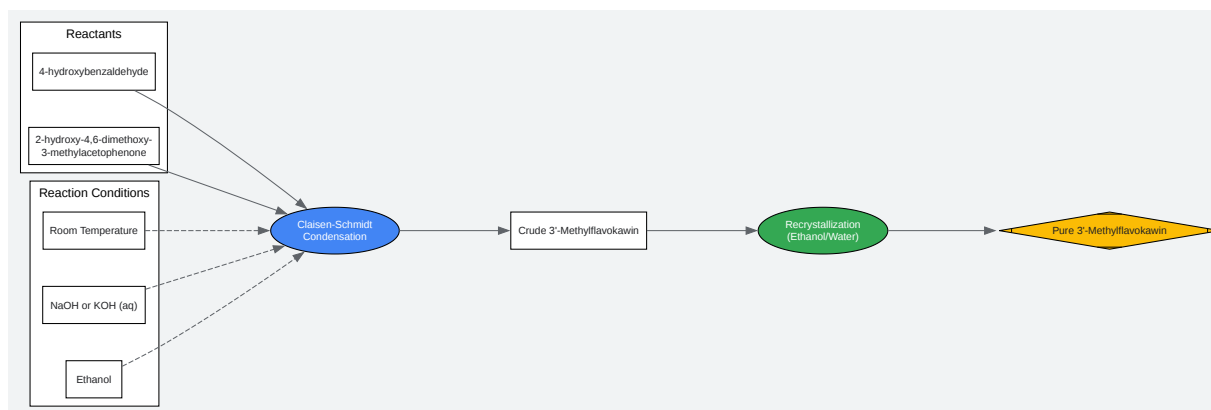 Reactants
4-hydroxybenzaldehyde
2-hydroxy-4,6-dimethoxy-
3-methylacetophenone
Reaction Conditions
Room Temperature
NaOH or KOH (aq)
Ethanol
Claisen-Schmidt
Condensation
Crude 3'-Methylflavokawin
Recrystallization
(Ethanol/Water)
Pure 3'-Methylflavokawin